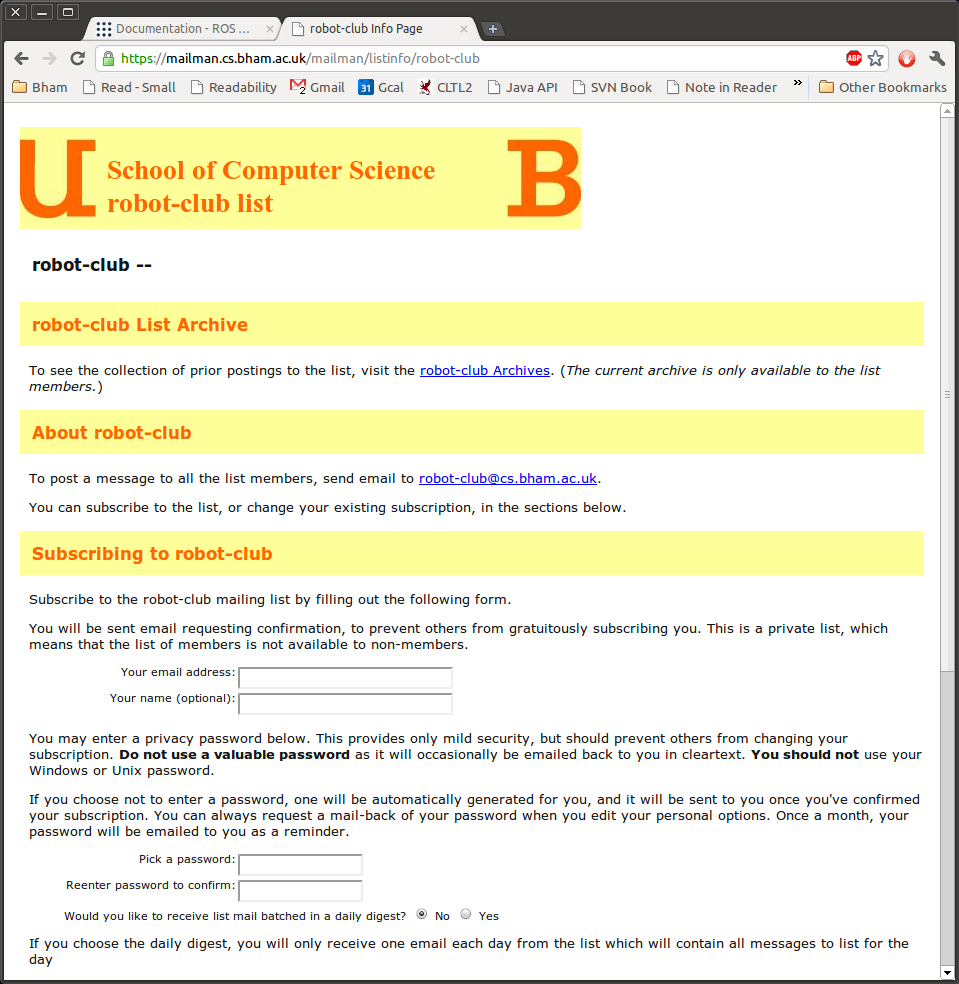 Documentation - ROS ...
robot-club Info Page
https://mailman.cs.bham.ac.uk/mailman/listinfo/robot-club
ABP
Bham
Read - Small
Readability
Gmail
31
Gcal
CLTL2
Java API
SVN Book
Note in Reader
»
Other Bookmarks
U
School of Computer Science
robot-club list
B
robot-club --
robot-club List Archive
To see the collection of prior postings to the list, visit the robot-club Archives. (The current archive is only available to the list
members.)
About robot-club
To post a message to all the list members, send email to robot-club@cs.bham.ac.uk.
You can subscribe to the list, or change your existing subscription, in the sections below.
Subscribing to robot-club
Subscribe to the robot-club mailing list by filling out the following form.
You will be sent email requesting confirmation, to prevent others from gratuitously subscribing you. This is a private list, which
means that the list of members is not available to non-members.
Your email address:
Your name (optional):
You may enter a privacy password below. This provides only mild security, but should prevent others from changing your
subscription. Do not use a valuable password as it will occasionally be emailed back to you in cleartext. You should not use your
Windows or Unix password.
If you choose not to enter a password, one will be automatically generated for you, and it will be sent to you once you've confirmed
your subscription. You can always request a mail-back of your password when you edit your personal options. Once a month, your
password will be emailed to you as a reminder.
Pick a password:
Reenter password to confirm:
Would you like to receive list mail batched in a daily digest? No Yes
If you choose the daily digest, you will only receive one email each day from the list which will contain all messages to list for the
day